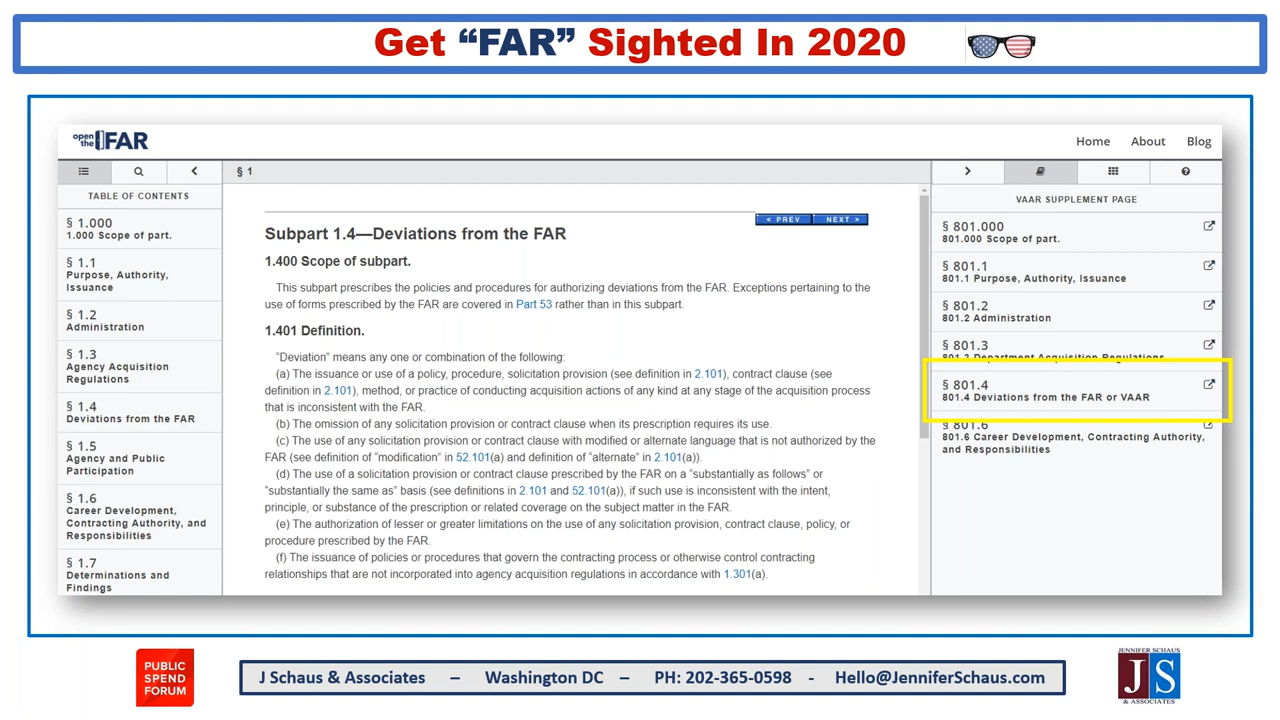 Get “FAR” Sighted In 2020
open the FAR
Home About Blog
TABLE OF CONTENTS
§ 1.000
1.000 Scope of part.
§ 1.1
Purpose, Authority,
Issuance
§ 1.2
Administration
§ 1.3
Agency Acquisition
Regulations
§ 1.4
Deviations from the FAR
§ 1.5
Agency and Public
Participation
§ 1.6
Career Development,
Contracting Authority, and
Responsibilities
§ 1.7
Determinations and
Findings
§ 1
< PREV NEXT >
Subpart 1.4—Deviations from the FAR
1.400 Scope of subpart.
This subpart prescribes the policies and procedures for authorizing deviations from the FAR. Exceptions pertaining to the
use of forms prescribed by the FAR are covered in Part 53 rather than in this subpart.
1.401 Definition.
“Deviation” means any one or combination of the following:
(a) The issuance or use of a policy, procedure, solicitation provision (see definition in 2.101), contract clause (see
definition in 2.101), method, or practice of conducting acquisition actions of any kind at any stage of the acquisition process
that is inconsistent with the FAR.
(b) The omission of any solicitation provision or contract clause when its prescription requires its use.
(c) The use of any solicitation provision or contract clause with modified or alternate language that is not authorized by the
FAR (see definition of “modification” in 52.101(a) and definition of “alternate” in 2.101(a)).
(d) The use of a solicitation provision or contract clause prescribed by the FAR on a “substantially as follows” or
“substantially the same as” basis (see definitions in 2.101 and 52.101(a)), if such use is inconsistent with the intent,
principle, or substance of the prescription or related coverage on the subject matter in the FAR.
(e) The authorization of lesser or greater limitations on the use of any solicitation provision, contract clause, policy, or
procedure prescribed by the FAR.
(f) The issuance of policies or procedures that govern the contracting process or otherwise control contracting
relationships that are not incorporated into agency acquisition regulations in accordance with 1.301(a).
VAAR SUPPLEMENT PAGE
§ 801.000
801.000 Scope of part.
§ 801.1
801.1 Purpose, Authority, Issuance
§ 801.2
801.2 Administration
§ 801.3
Department Acquisition Regulations
§ 801.4
801.4 Deviations from the FAR or VAAR
§ 801.6
801.6 Career Development, Contracting Authority,
and Responsibilities
PUBLIC
SPEND
FORUM
J Schaus & Associates – Washington DC – PH: 202-365-0598 - Hello@JenniferSchaus.com
JENNIFER SCHAUS
JS
& ASSOCIATES